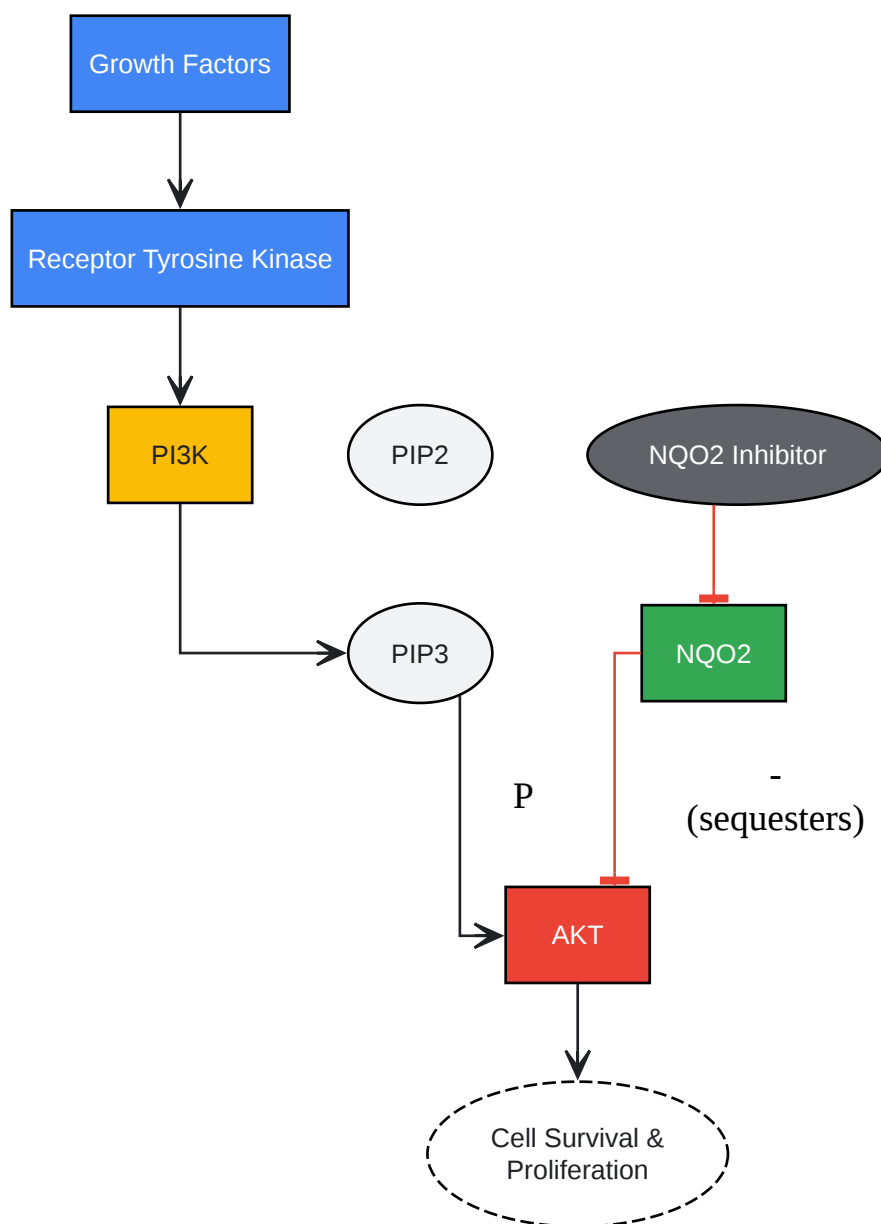 Growth Factors
Receptor Tyrosine Kinase
PI3K
PIP2
NQO2 Inhibitor
PIP3
NQO2
P
-
(sequesters)
AKT
Cell Survival &
Proliferation